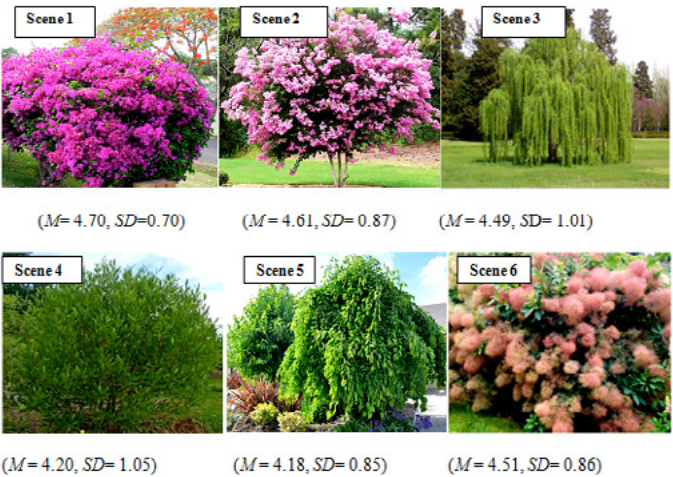 Scene 1
Scene 2
Scene 3
(M= 4.70, SD=0.70)
(M = 4.61, SD= 0.87)
(M = 4.49, SD= 1.01)
Scene 4
Scene 5
Scene 6
(M = 4.20, SD= 1.05)
(M = 4.18, SD= 0.85)
(M = 4.51, SD= 0.86)